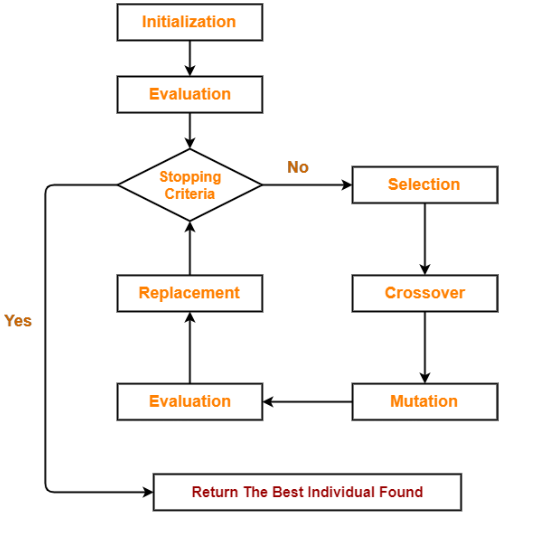 Initialization
Evaluation
Stopping
Criteria
No
Selection
Replacement
Crossover
Yes
Evaluation
Mutation
Return The Best Individual Found